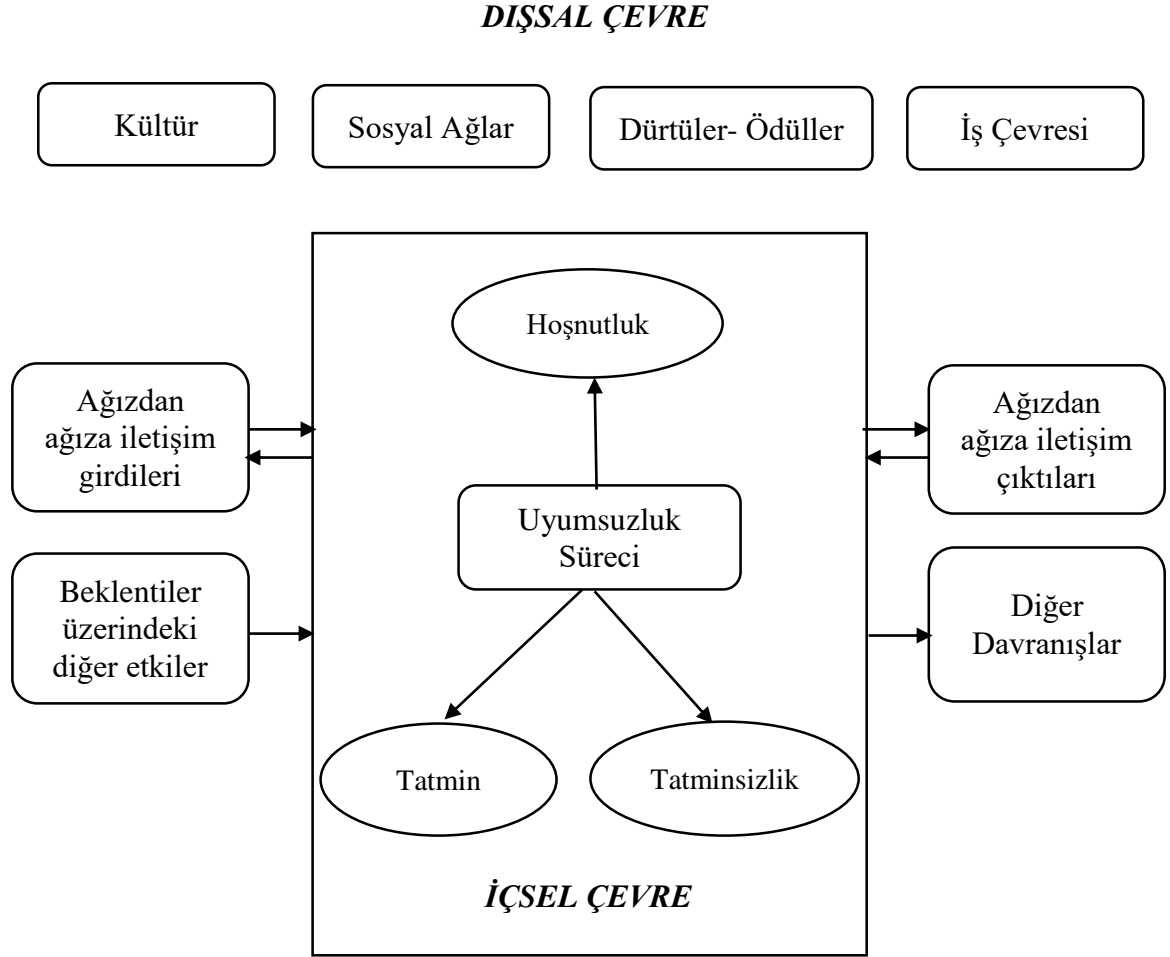 DIŞSAL ÇEVRE
Kültür
Sosyal Ağlar
Dürtüler- Ödüller
İş Çevresi
Hoşnutluk
Ağızdan
ağıza iletişim
girdileri
Ağızdan
ağıza iletişim
çıktıları
Uyumsuzluk
Süreci
Beklentiler
üzerindeki
diğer etkiler
Diğer
Davranışlar
Tatmin
Tatminsizlik
İÇSEL ÇEVRE